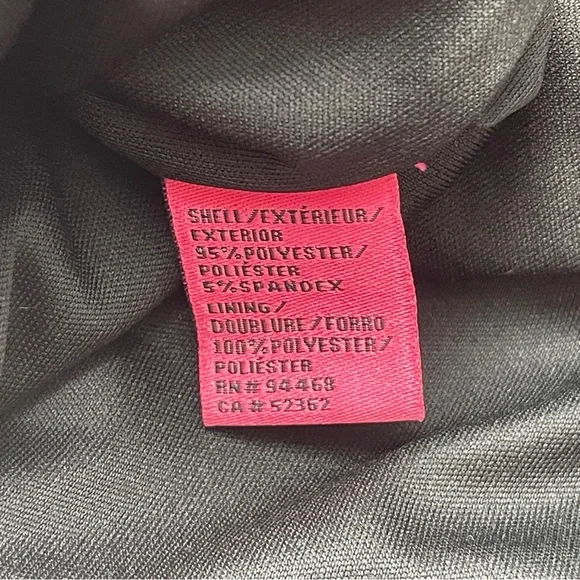 SHELL/EXTÉRIEUR/
EXTERIOR
95%POLYESTER/
POLIÉSTER
5%SPANDEX
LINING/
DOUBLURE/FORRO
100%POLYESTER/
POLIÉSTER
RN# 94468
CA # 52362